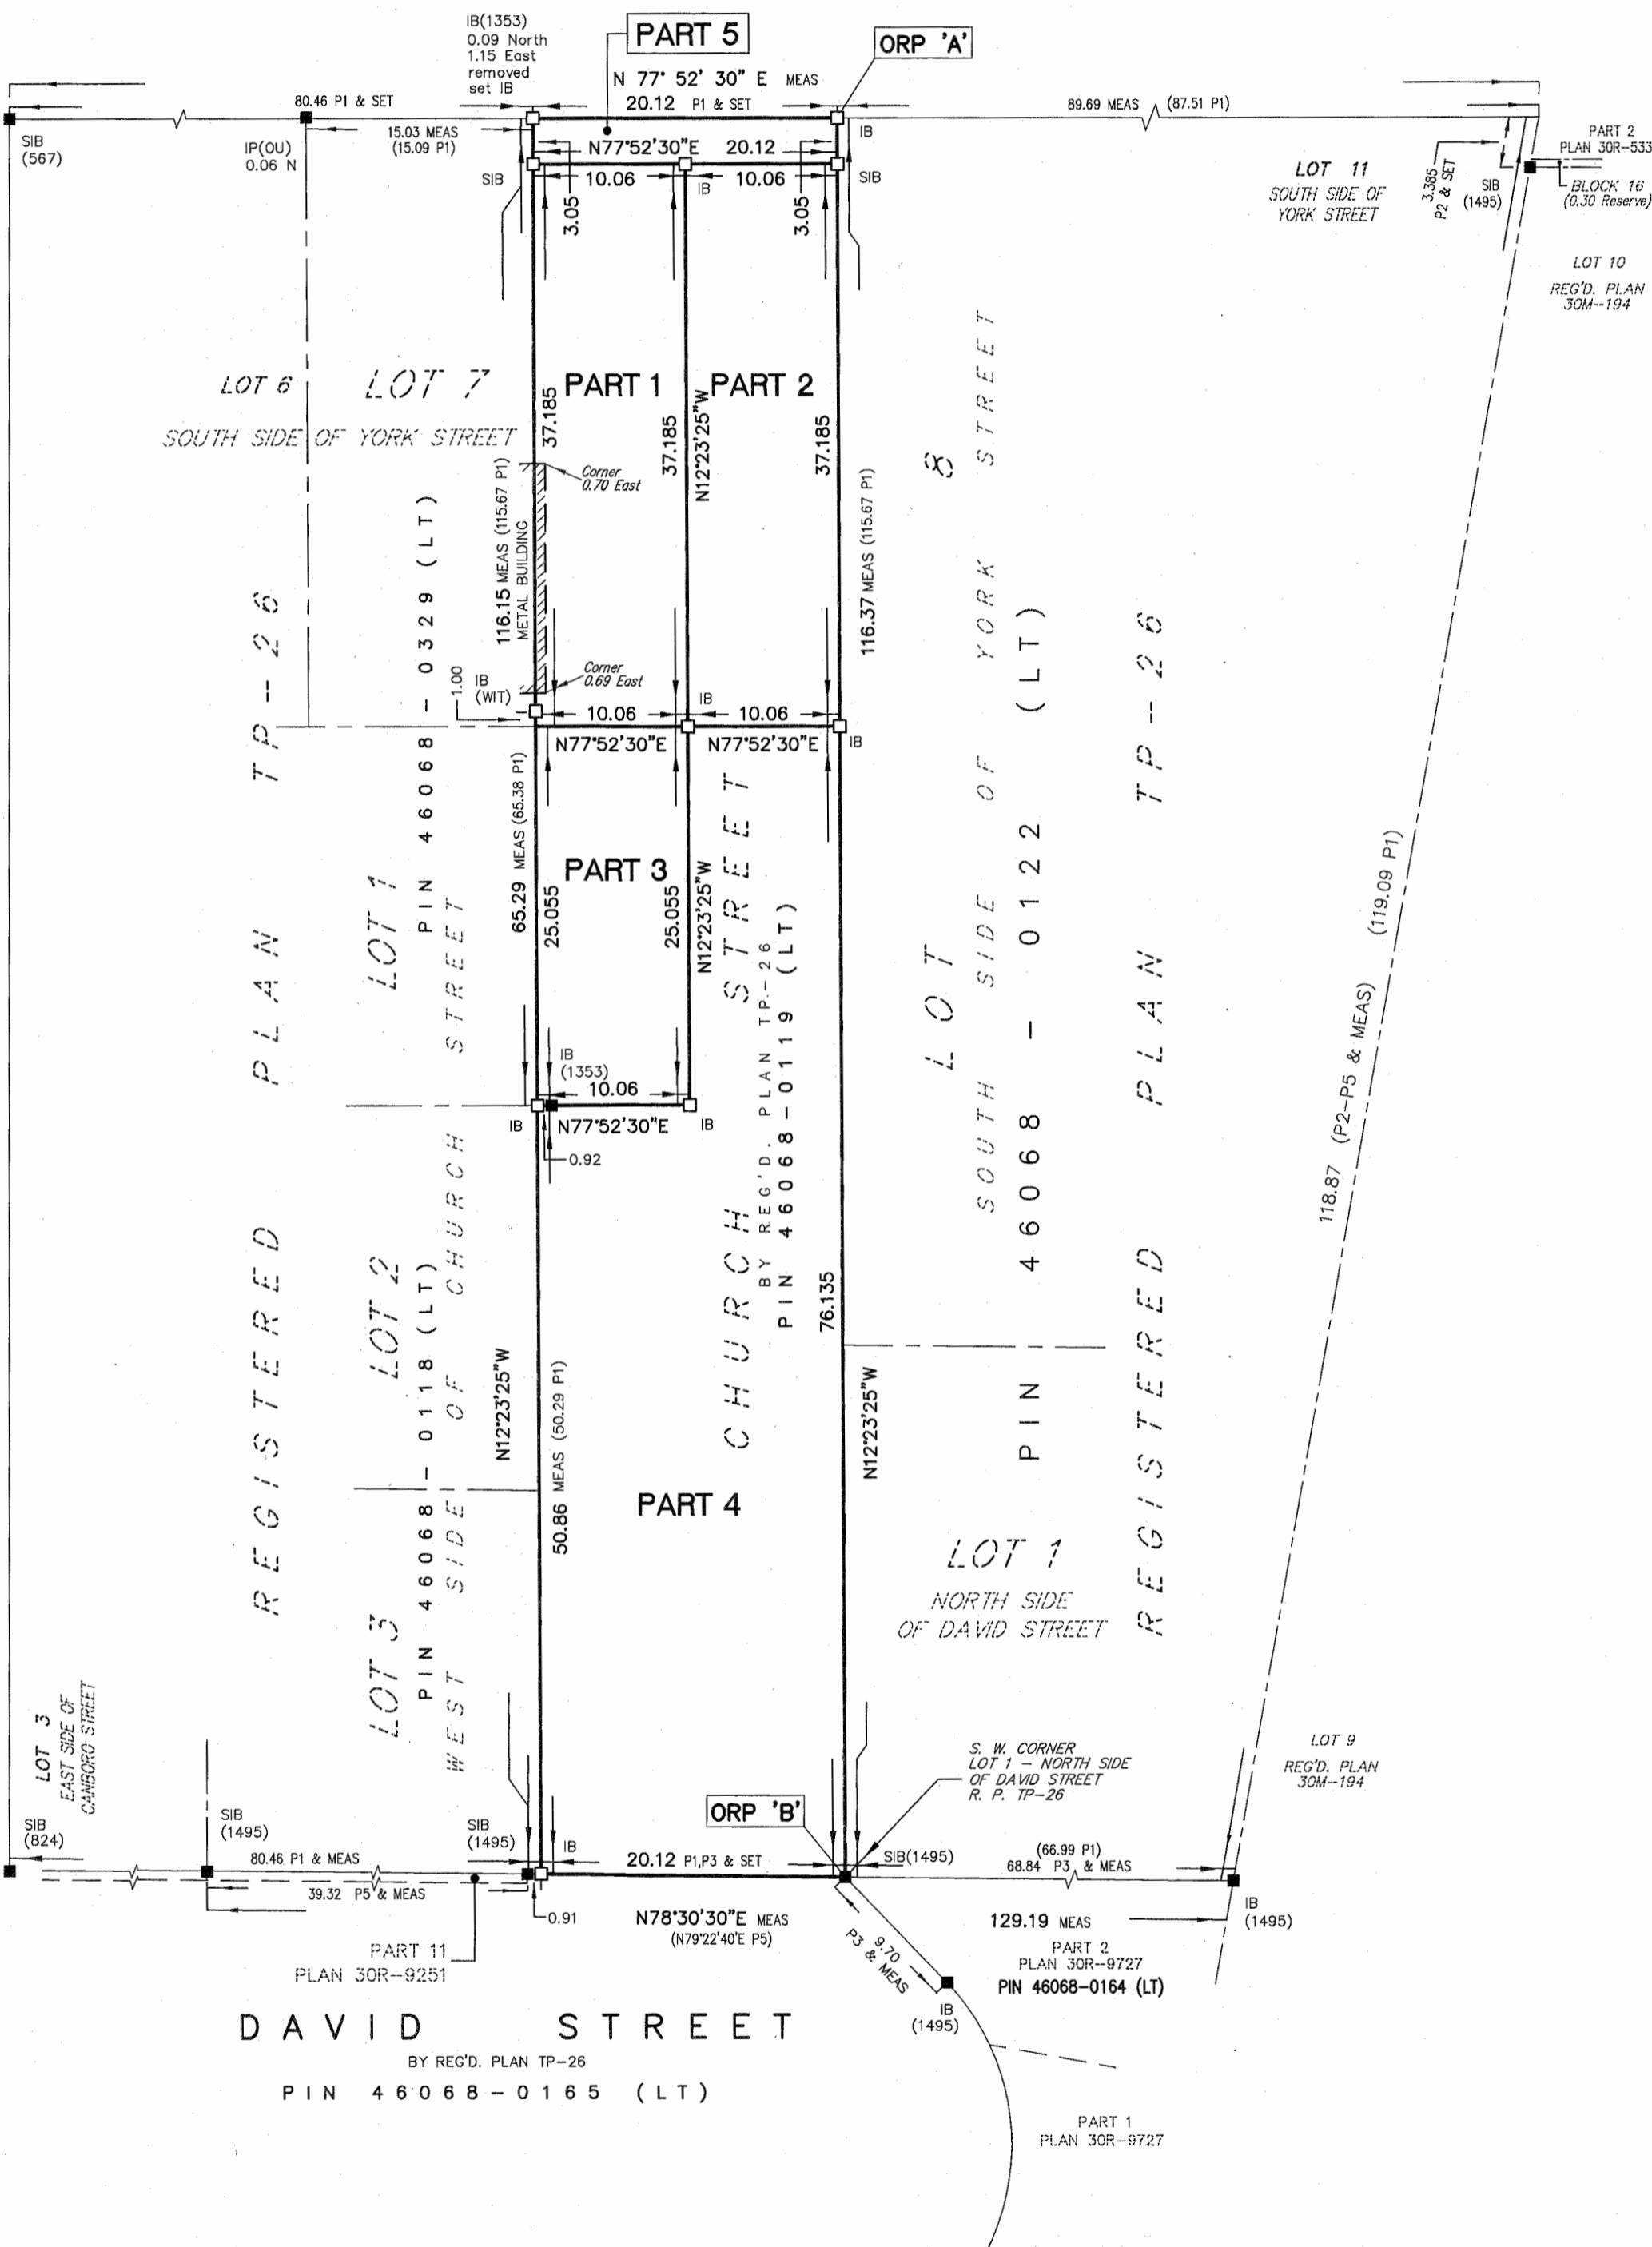 IB(1353)
0.09 North
1.15 East
removed
set IB
PART 5
ORP 'A'
N 77° 52' 30" E MEAS
80.46 P1 & SET
20.12 P1 & SET
89.69 MEAS (87.51 P1)
SIB
(567)
IP(OU)
0.06 N
15.03 MEAS
(15.09 P1)
N77°52'30"E 20.12
IB
SIB
10.06
IB
10.06
SIB
3.05
3.05
LOT 11
SOUTH SIDE OF
YORK STREET
3.385
P2 & SET
SIB
(1495)
PART 2
PLAN 30R-533
BLOCK 16
(0.30 Reserve)
LOT 10
REG'D. PLAN
30M-194
LOT 6
LOT 7
SOUTH SIDE OF YORK STREET
PART 1
PART 2
37.185
37.185
N12°23'25"W
37.185
116.15 MEAS (115.67 P1)
METAL BUILDING
Corner
0.70 East
Corner
0.69 East
116.37 MEAS (115.67 P1)
1.00
IB
(WIT)
10.06
IB
10.06
IB
N77°52'30"E
N77°52'30"E
65.29 MEAS (65.38 P1)
PART 3
25.055
25.055
N12°23'25"W
IB
(1353)
10.06
IB
N77°52'30"E
IB
0.92
REGISTERED PLAN TP-26
LOT 1
PIN 46068-0329 (LT)
LOT 2
LOT 3
PIN 46068-0118 (LT)
WEST SIDE OF CHURCH STREET
N12°23'25"W
50.86 MEAS (50.29 P1)
CHURCH STREET
BY REG'D. PLAN TP-26
PIN 46068-0119 (LT)
76.135
N12°23'25"W
PART 4
LOT 8
SOUTH SIDE OF YORK STREET
PIN 46068 - 0122 (LT)
REGISTERED PLAN TP-26
118.87 (P2-P5 & MEAS) (119.09 P1)
LOT 1
NORTH SIDE
OF DAVID STREET
LOT 3
EAST SIDE OF
CANBORO STREET
S. W. CORNER
LOT 1 - NORTH SIDE
OF DAVID STREET
R. P. TP-26
LOT 9
REG'D. PLAN
30M-194
SIB
(824)
SIB
(1495)
80.46 P1 & MEAS
39.32 P5 & MEAS
SIB
(1495)
IB
ORP 'B'
20.12 P1,P3 & SET
SIB(1495)
(66.99 P1)
68.84 P3 & MEAS
IB
(1495)
0.91
N78°30'30"E MEAS
(N79°22'40"E P5)
129.19 MEAS
9.70
P3 & MEAS
PART 2
PLAN 30R-9727
PIN 46068-0164 (LT)
IB
(1495)
PART 11
PLAN 30R-9251
DAVID STREET
BY REG'D. PLAN TP-26
PIN 46068-0165 (LT)
PART 1
PLAN 30R-9727